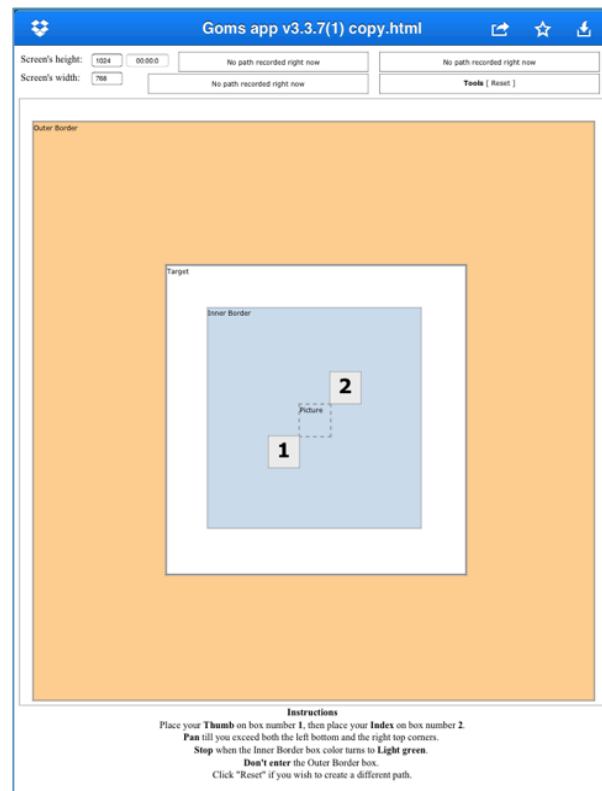 Goms app v3.3.7(1) copy.html
Screen's height: 1024 00:00:0 No path recorded right now No path recorded right now
Screen's width: 768 No path recorded right now Tools [ Reset ]
Outer Border
Target
Inner Border
2
Picture
1
Instructions
Place your Thumb on box number 1, then place your Index on box number 2.
Pan till you exceed both the left bottom and the right top corners.
Stop when the Inner Border box color turns to Light green.
Don't enter the Outer Border box.
Click "Reset" if you wish to create a different path.